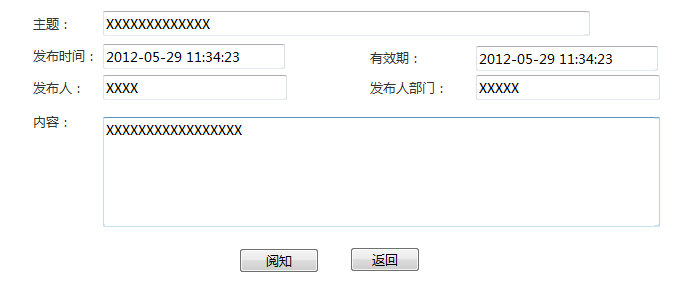 主题： XXXXXXXXXXXXX
发布时间： 2012-05-29 11:34:23 有效期： 2012-05-29 11:34:23
发布人： XXXX 发布人部门： XXXXX
内容： XXXXXXXXXXXXXXXXX
阅知 返回